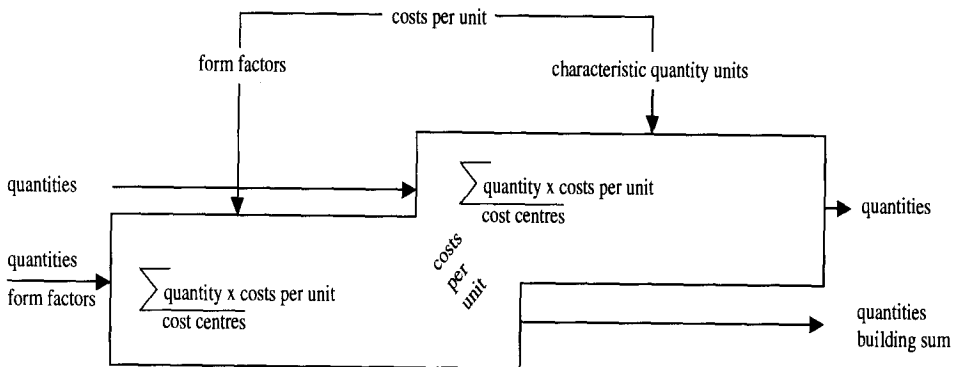 costs per unit
form factors
characteristic quantity units
quantities
∑ quantity x costs per unit
cost centres
quantities
quantities
form factors
∑ quantity x costs per unit
cost centres
costs
per
unit
quantities
building sum